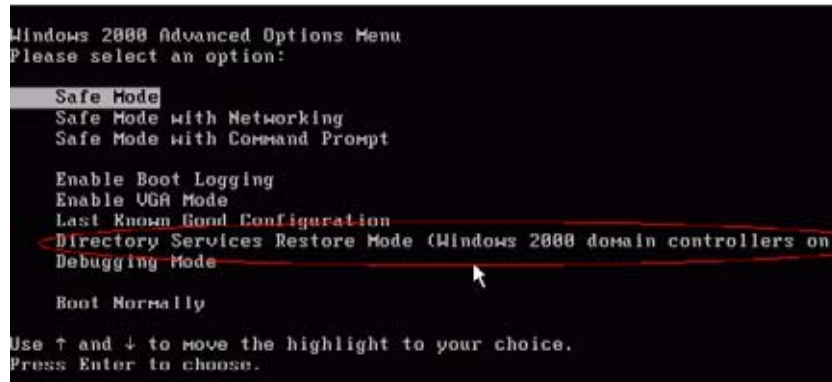 Windows 2000 Advanced Options Menu
Please select an option:
Safe Mode
Safe Mode with Networking
Safe Mode with Command Prompt
Enable Boot Logging
Enable VGA Mode
Last Known Good Configuration
Directory Services Restore Mode (Windows 2000 domain controllers on
Debugging Mode
Boot Normally
Use ↑ and ↓ to move the highlight to your choice.
Press Enter to choose.